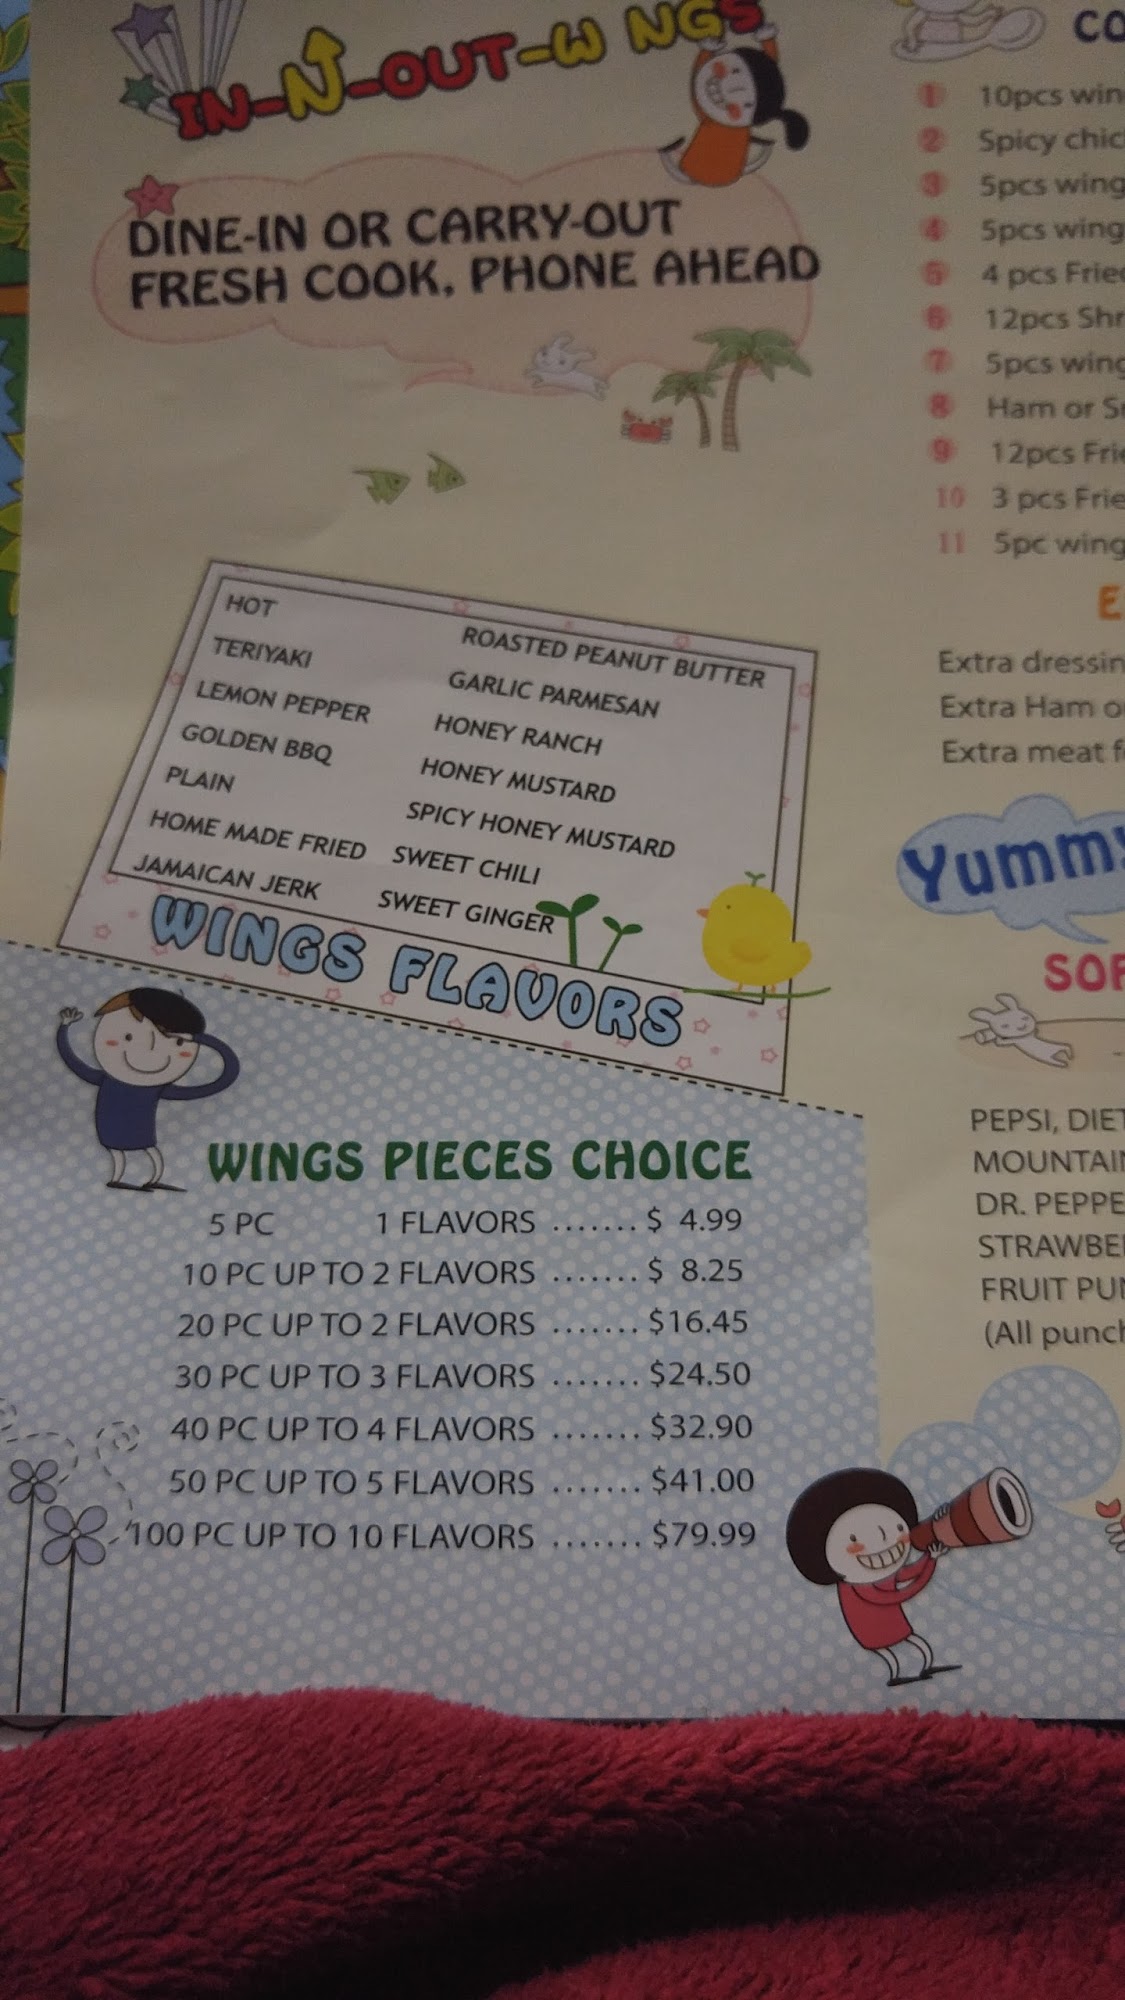 IN-N-OUT-W NGS
DINE-IN OR CARRY-OUT
FRESH COOK, PHONE AHEAD
HOT
TERIYAKI
LEMON PEPPER
GOLDEN BBQ
PLAIN
HOME MADE FRIED
JAMAICAN JERK
ROASTED PEANUT BUTTER
GARLIC PARMESAN
HONEY RANCH
HONEY MUSTARD
SPICY HONEY MUSTARD
SWEET CHILI
SWEET GINGER
WINGS FLAVORS
WINGS PIECES CHOICE
5 PC 1 FLAVORS ....... $ 4.99
10 PC UP TO 2 FLAVORS ....... $ 8.25
20 PC UP TO 2 FLAVORS ....... $16.45
30 PC UP TO 3 FLAVORS ....... $24.50
40 PC UP TO 4 FLAVORS ....... $32.90
50 PC UP TO 5 FLAVORS ....... $41.00
100 PC UP TO 10 FLAVORS ....... $79.99
CO
1 10pcs win
2 Spicy chic
3 5pcs wing
4 5pcs wing
5 4 pcs Frie
6 12pcs Shr
7 5pcs wing
8 Ham or S
9 12pcs Frie
10 3 pcs Frie
11 5pc wing
E
Extra dressin
Extra Ham o
Extra meat f
Yummy
SOF
PEPSI, DIET
MOUNTAIN
DR. PEPPE
STRAWBE
FRUIT PUN
(All punch